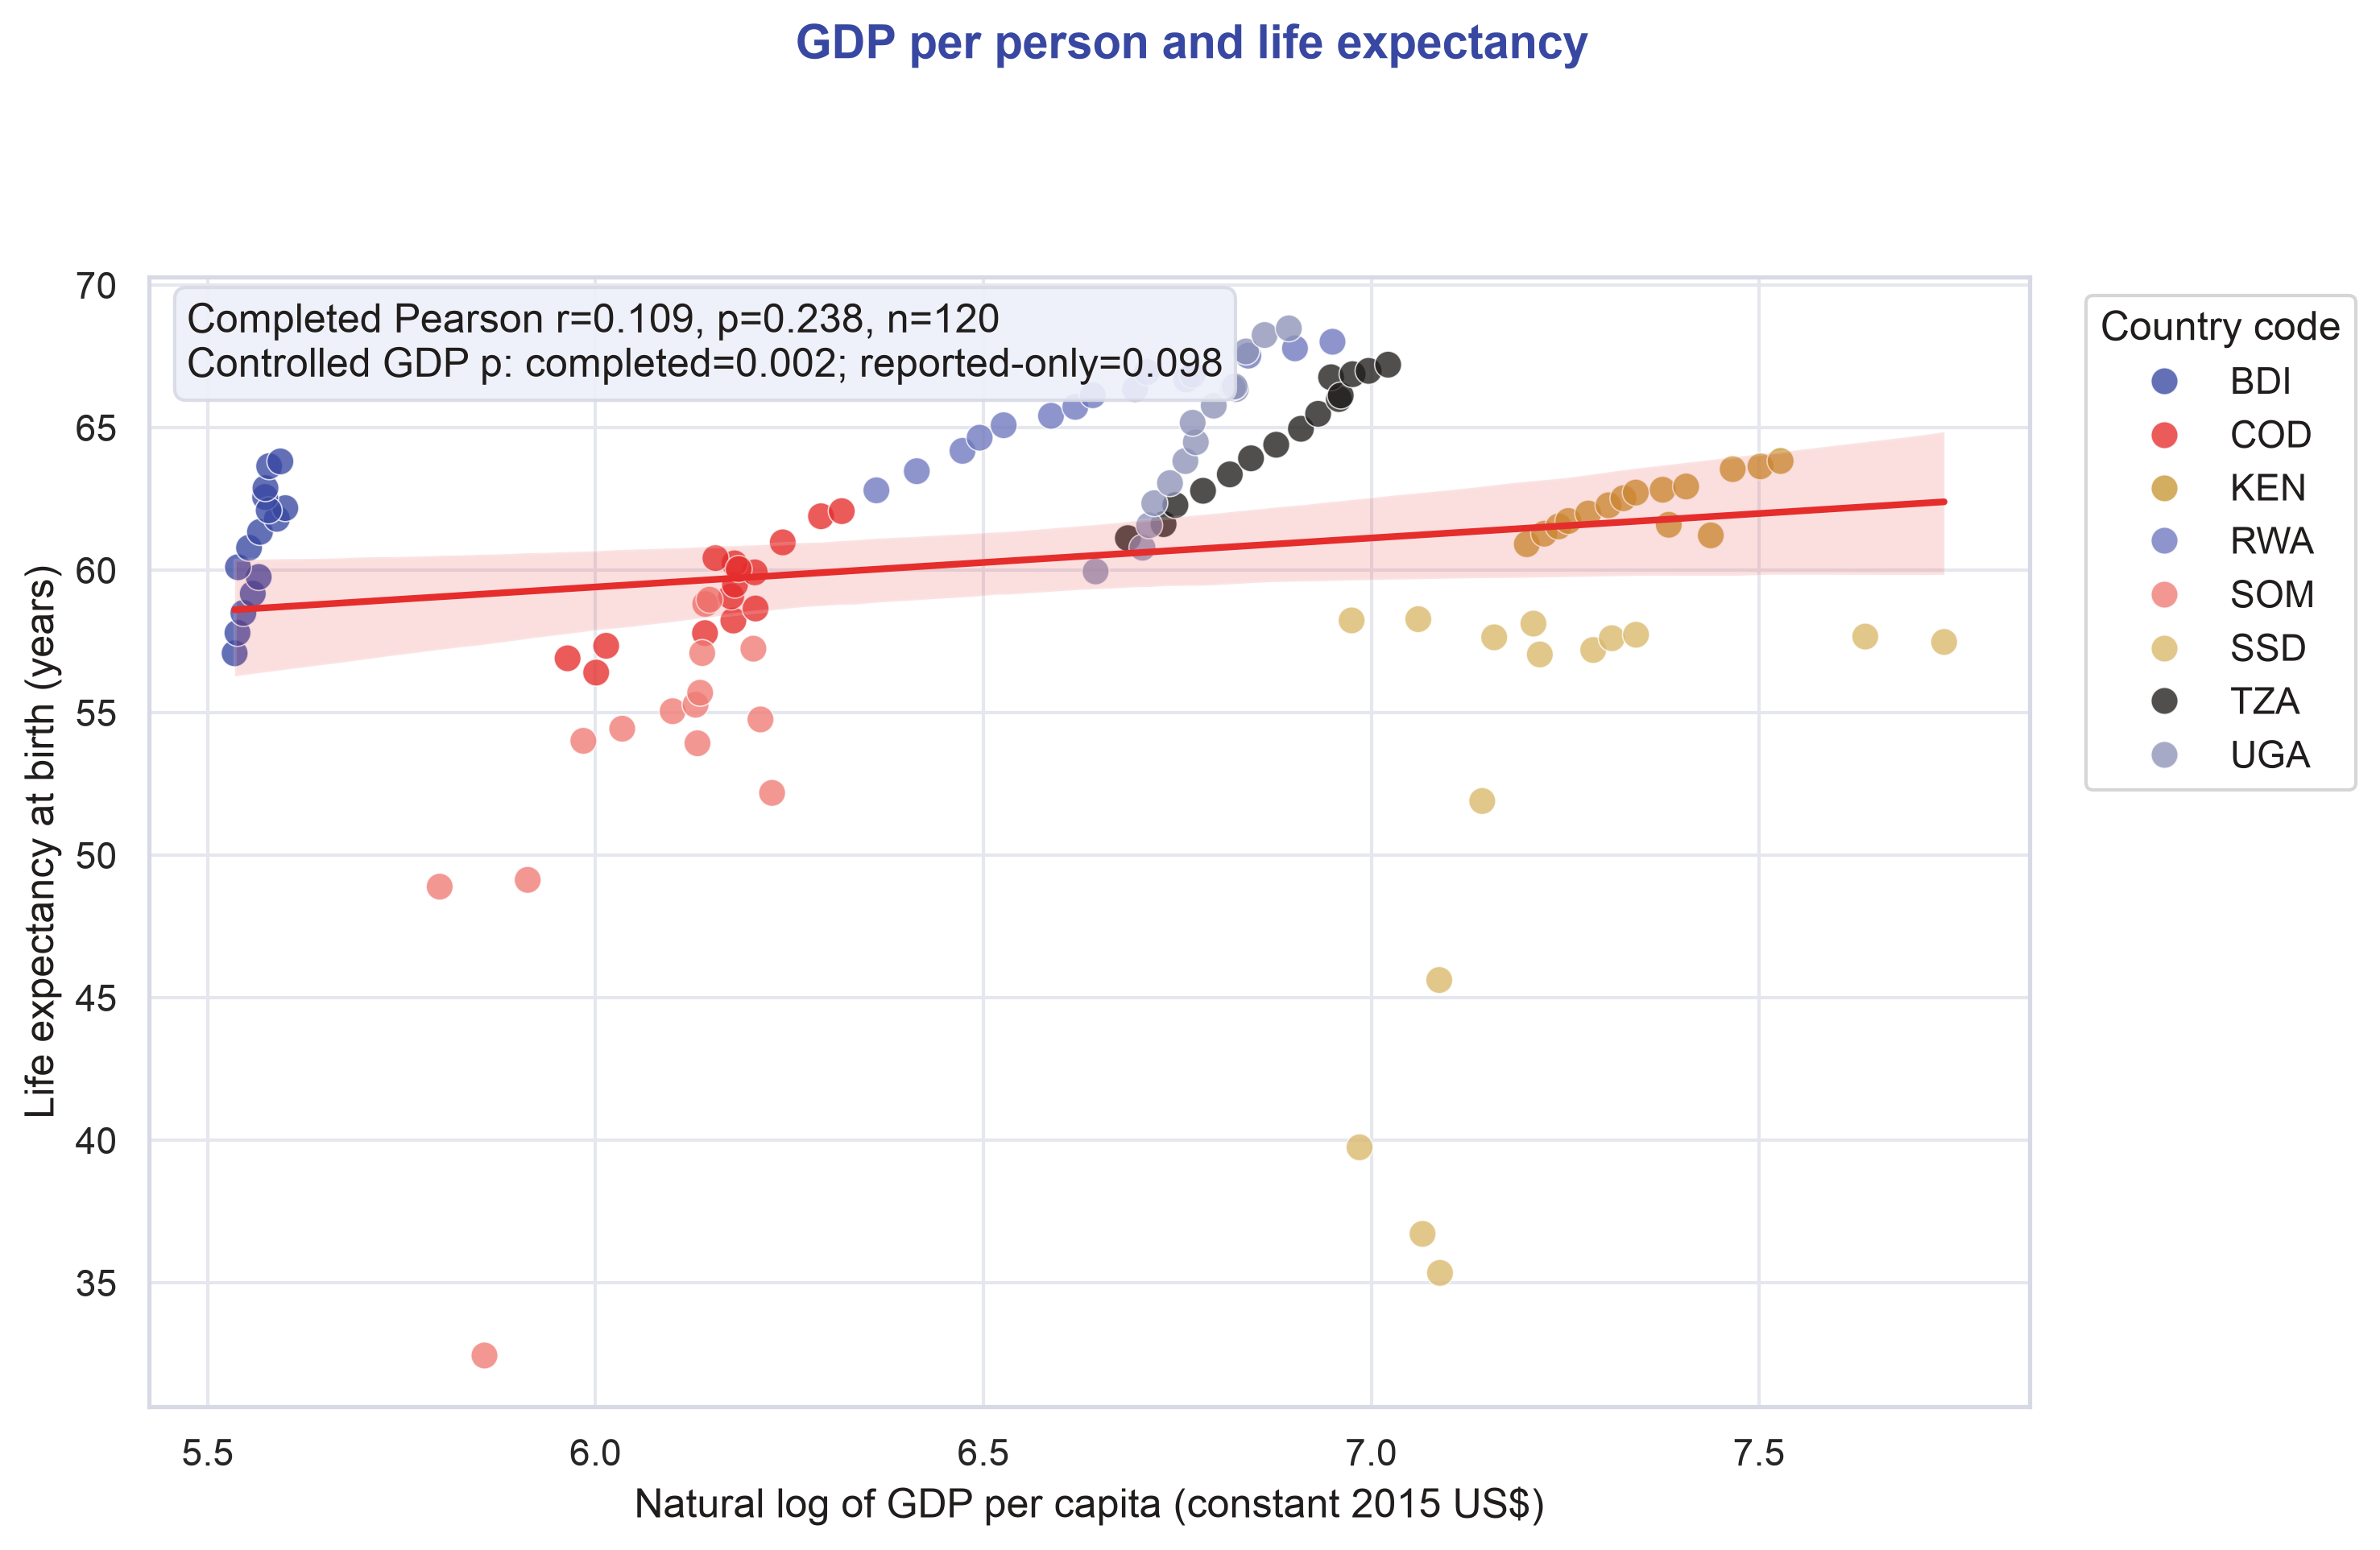 GDP per person and life expectancy
Completed Pearson r=0.109, p=0.238, n=120
Controlled GDP p: completed=0.002; reported-only=0.098
Life expectancy at birth (years)
70
65
60
55
50
45
40
35
5.5
6.0
6.5
7.0
7.5
Natural log of GDP per capita (constant 2015 US$)
Country code
BDI
COD
KEN
RWA
SOM
SSD
TZA
UGA